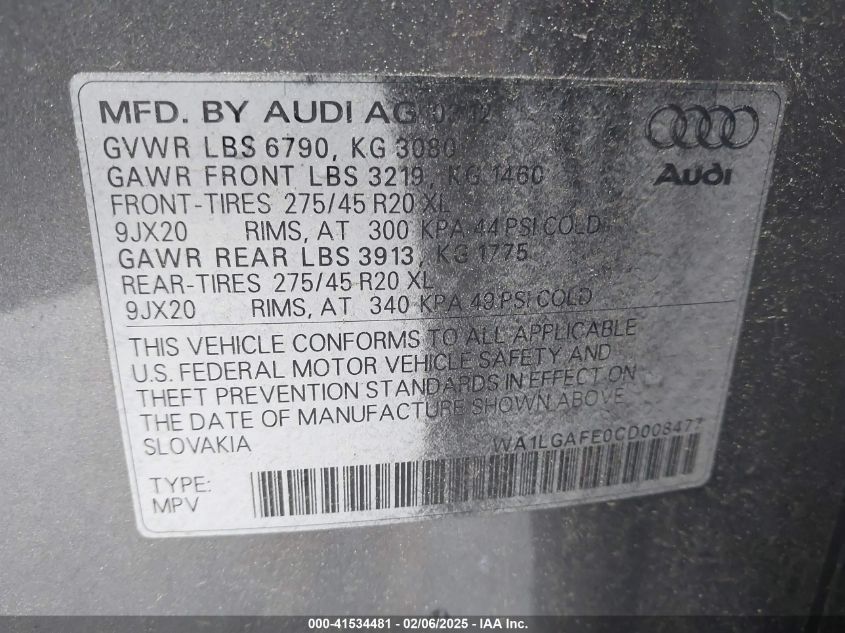 MFD. BY AUDI AG
GVWR LBS 6790, KG 3080
GAWR FRONT LBS 3219, KG 1460
FRONT-TIRES 275/45 R20 XL
9JX20 RIMS, AT 300 KPA 44 PSI COLD
GAWR REAR LBS 3913, KG 1775
REAR-TIRES 275/45 R20 XL
9JX20 RIMS, AT 340 KPA 49 PSI COLD
Audi
THIS VEHICLE CONFORMS TO ALL APPLICABLE
U.S. FEDERAL MOTOR VEHICLE SAFETY AND
THEFT PREVENTION STANDARDS IN EFFECT ON
THE DATE OF MANUFACTURE SHOWN ABOVE
SLOVAKIA WA1LGAFE0CD008477
TYPE:
MPV
000-41534481 - 02/06/2025 - IAA Inc.